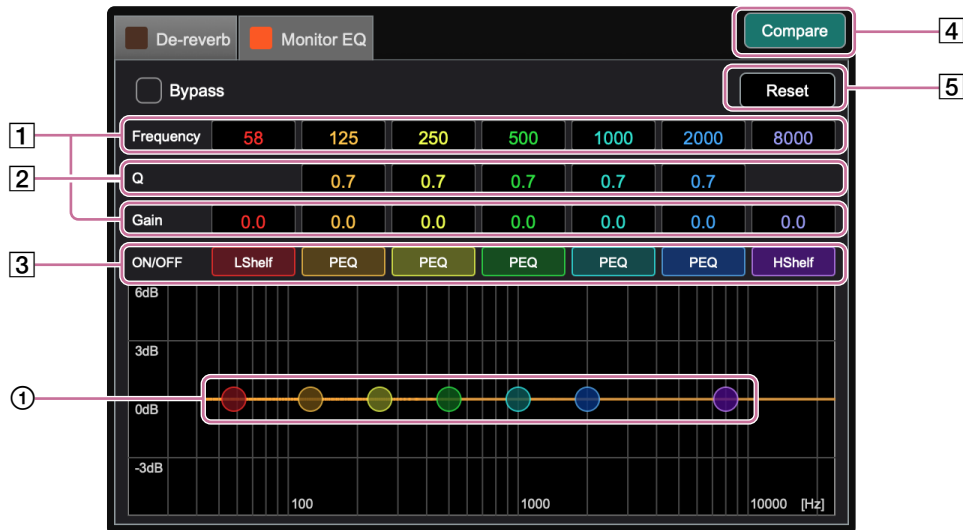 De-reverb Monitor EQ Compare 4
Bypass Reset 5
1 Frequency 58 125 250 500 1000 2000 8000
2 Q 0.7 0.7 0.7 0.7 0.7
Gain 0.0 0.0 0.0 0.0 0.0 0.0 0.0
3 ON/OFF LShelf PEQ PEQ PEQ PEQ PEQ HShelf
6dB
3dB
① 0dB
-3dB
100 1000 10000 [Hz]